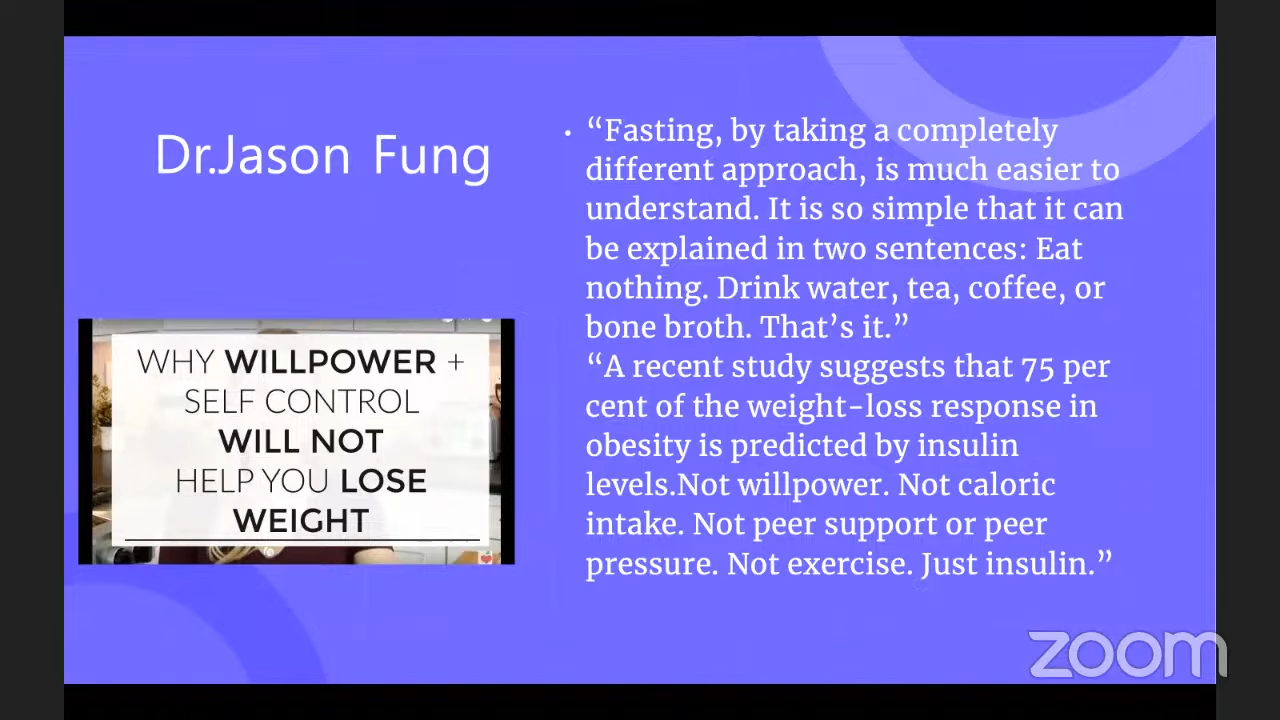 Dr.Jason Fung
WHY WILLPOWER +
SELF CONTROL
WILL NOT
HELP YOU LOSE
WEIGHT
• “Fasting, by taking a completely
different approach, is much easier to
understand. It is so simple that it can
be explained in two sentences: Eat
nothing. Drink water, tea, coffee, or
bone broth. That’s it.”
“A recent study suggests that 75 per
cent of the weight-loss response in
obesity is predicted by insulin
levels.Not willpower. Not caloric
intake. Not peer support or peer
pressure. Not exercise. Just insulin.”
zoom